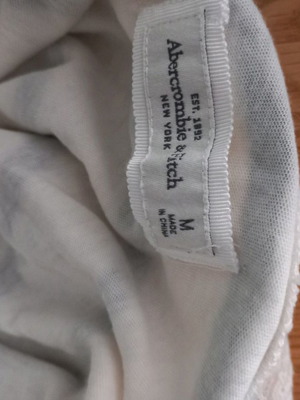 EST. 1892
Abercrombie & Fitch
NEW YORK
M
MADE
IN CHINA